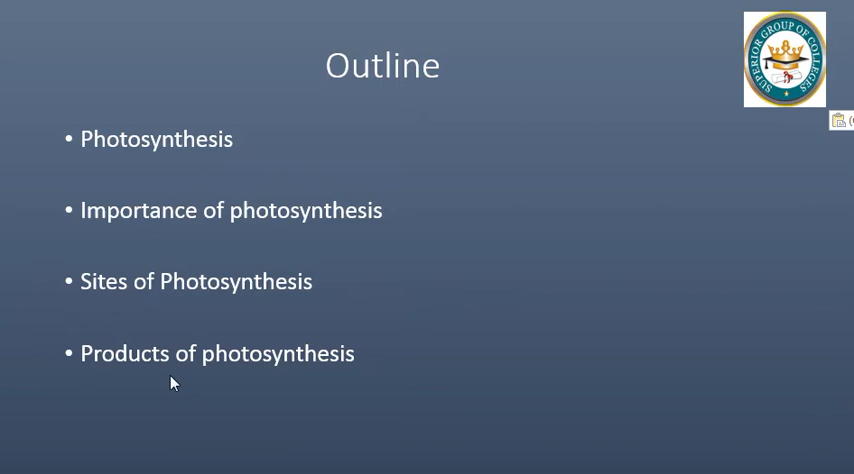 Outline
SUPERIOR GROUP OF COLLEGES
• Photosynthesis
• Importance of photosynthesis
• Sites of Photosynthesis
• Products of photosynthesis